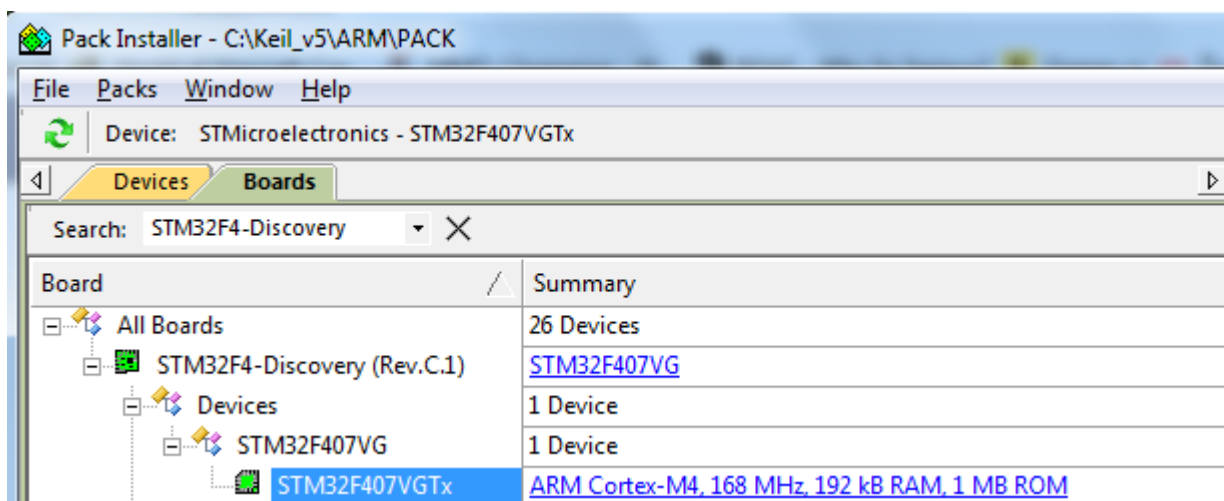 Pack Installer - C:\Keil_v5\ARM\PACK
File Packs Window Help
Device: STMicroelectronics - STM32F407VGTx
Devices Boards
Search: STM32F4-Discovery
Board Summary
All Boards 26 Devices
STM32F4-Discovery (Rev.C.1) STM32F407VG
Devices 1 Device
STM32F407VG 1 Device
STM32F407VGTx ARM Cortex-M4, 168 MHz, 192 kB RAM, 1 MB ROM